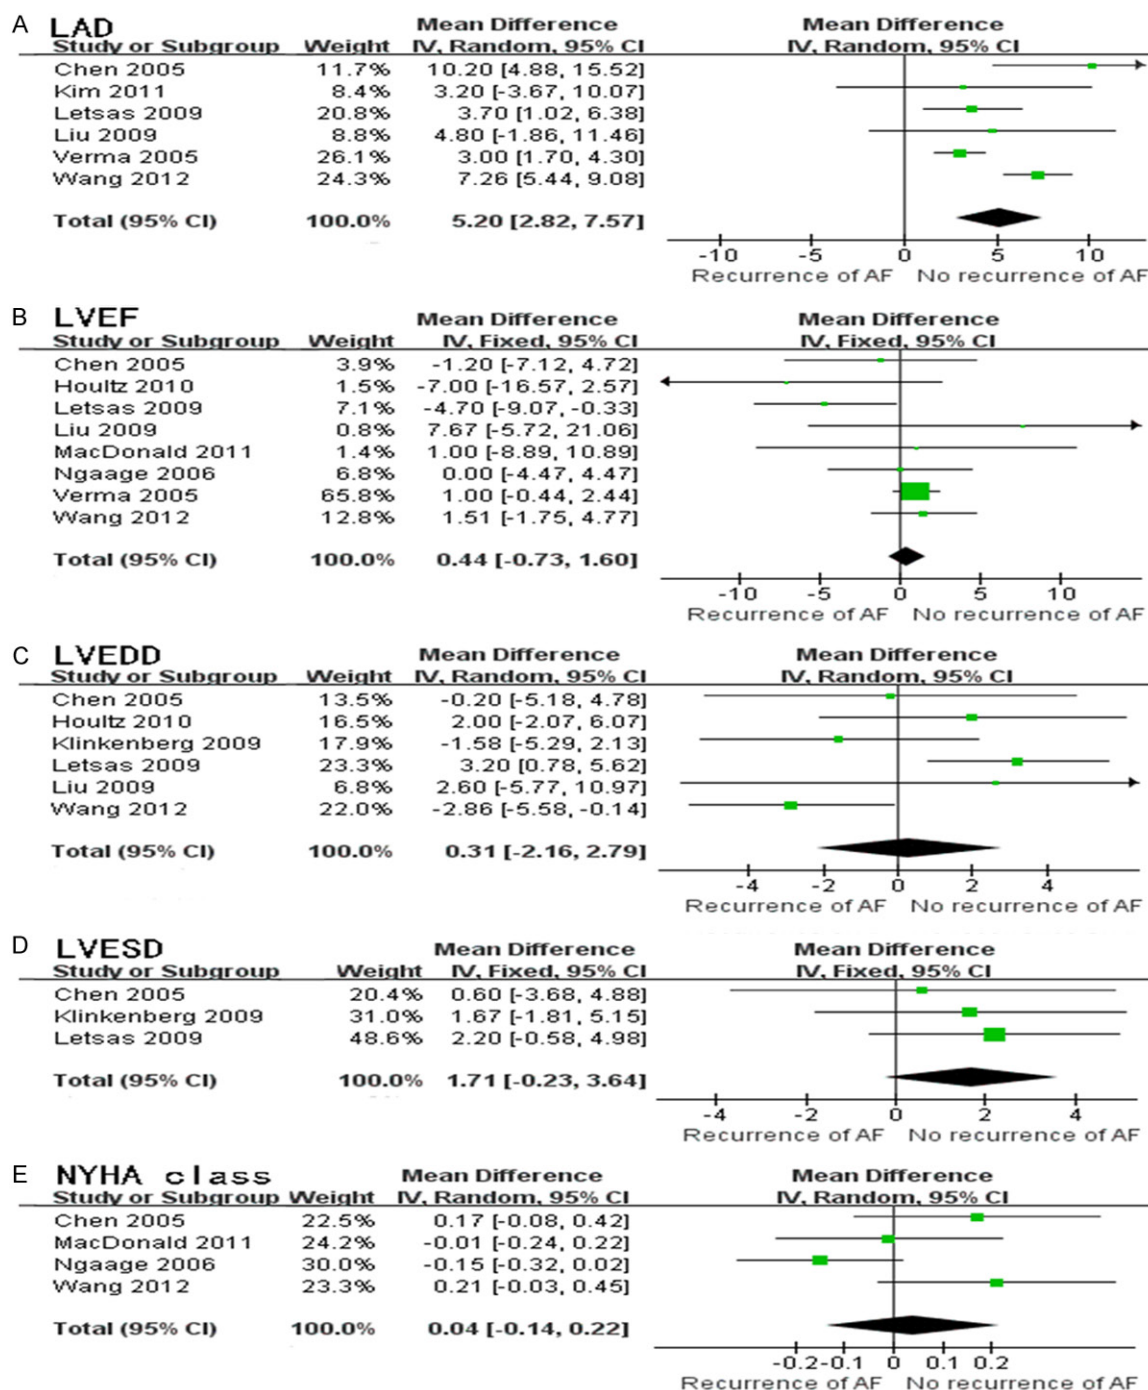 A LAD Mean Difference Mean Difference
Study or Subgroup Weight IV, Random, 95% CI IV, Random, 95% CI
Chen 2005 11.7% 10.20 [4.88, 15.52]
Kim 2011 8.4% 3.20 [-3.67, 10.07]
Letsas 2009 20.8% 3.70 [1.02, 6.38]
Liu 2009 8.8% 4.80 [-1.86, 11.46]
Verma 2005 26.1% 3.00 [1.70, 4.30]
Wang 2012 24.3% 7.26 [5.44, 9.08]
Total (95% CI) 100.0% 5.20 [2.82, 7.57]
-10 -5 0 5 10
Recurrence of AF No recurrence of AF
B LVEF Mean Difference Mean Difference
Study or Subgroup Weight IV, Fixed, 95% CI IV, Fixed, 95% CI
Chen 2005 3.9% -1.20 [-7.12, 4.72]
Houltz 2010 1.5% -7.00 [-16.57, 2.57]
Letsas 2009 7.1% -4.70 [-9.07, -0.33]
Liu 2009 0.8% 7.67 [-5.72, 21.06]
MacDonald 2011 1.4% 1.00 [-8.89, 10.89]
Ngaage 2006 6.8% 0.00 [-4.47, 4.47]
Verma 2005 65.8% 1.00 [-0.44, 2.44]
Wang 2012 12.8% 1.51 [-1.75, 4.77]
Total (95% CI) 100.0% 0.44 [-0.73, 1.60]
-10 -5 0 5 10
Recurrence of AF No recurrence of AF
C LVEDD Mean Difference Mean Difference
Study or Subgroup Weight IV, Random, 95% CI IV, Random, 95% CI
Chen 2005 13.5% -0.20 [-5.18, 4.78]
Houltz 2010 16.5% 2.00 [-2.07, 6.07]
Klinkenberg 2009 17.9% -1.58 [-5.29, 2.13]
Letsas 2009 23.3% 3.20 [0.78, 5.62]
Liu 2009 6.8% 2.60 [-5.77, 10.97]
Wang 2012 22.0% -2.86 [-5.58, -0.14]
Total (95% CI) 100.0% 0.31 [-2.16, 2.79]
-4 -2 0 2 4
Recurrence of AF No recurrence of AF
D LVESD Mean Difference Mean Difference
Study or Subgroup Weight IV, Fixed, 95% CI IV, Fixed, 95% CI
Chen 2005 20.4% 0.60 [-3.68, 4.88]
Klinkenberg 2009 31.0% 1.67 [-1.81, 5.15]
Letsas 2009 48.6% 2.20 [-0.58, 4.98]
Total (95% CI) 100.0% 1.71 [-0.23, 3.64]
-4 -2 0 2 4
Recurrence of AF No recurrence of AF
E NYHA class Mean Difference Mean Difference
Study or Subgroup Weight IV, Random, 95% CI IV, Random, 95% CI
Chen 2005 22.5% 0.17 [-0.08, 0.42]
MacDonald 2011 24.2% -0.01 [-0.24, 0.22]
Ngaage 2006 30.0% -0.15 [-0.32, 0.02]
Wang 2012 23.3% 0.21 [-0.03, 0.45]
Total (95% CI) 100.0% 0.04 [-0.14, 0.22]
-0.2 -0.1 0 0.1 0.2
Recurrence of AF No recurrence of AF